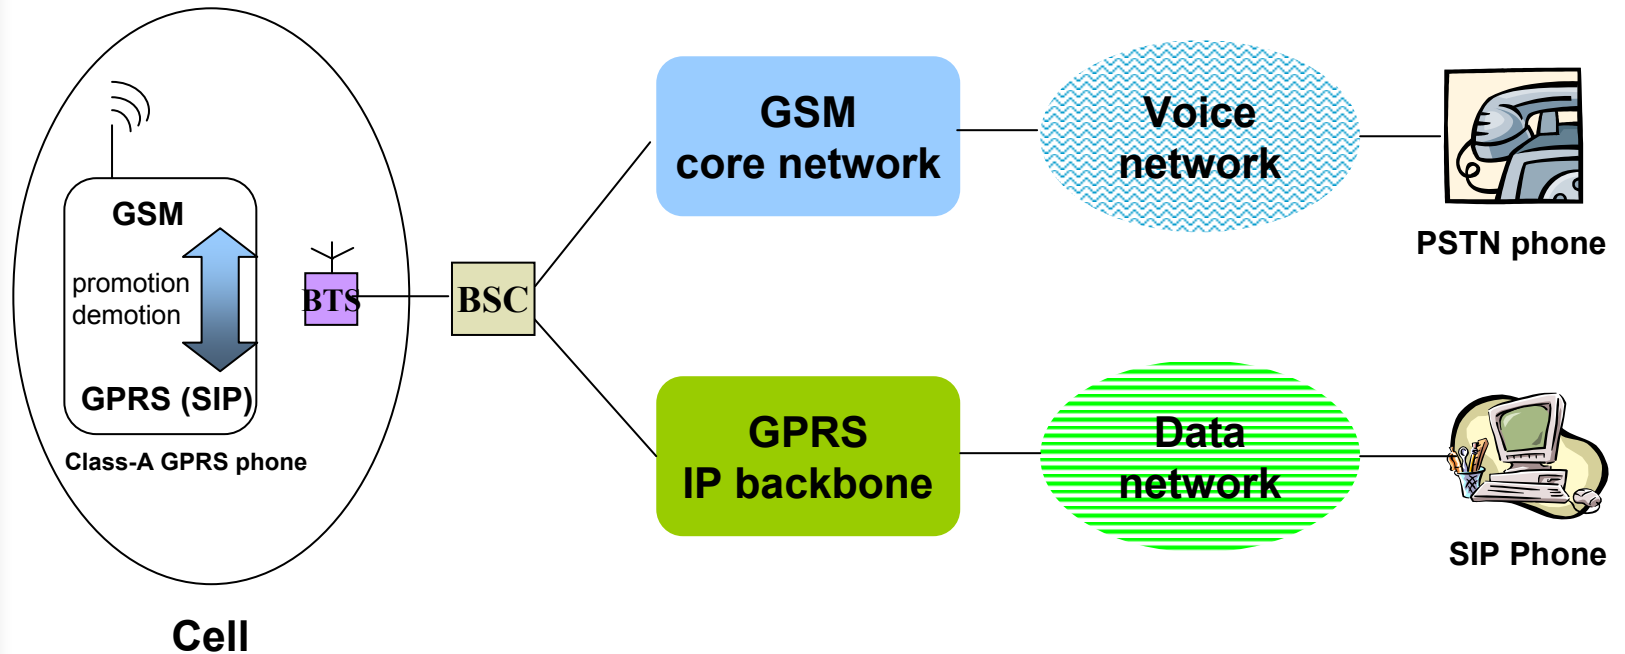 GSM
promotion
demotion
GPRS (SIP)
Class-A GPRS phone
BTS
Cell
BSC
GSM
core network
Voice
network
PSTN phone
GPRS
IP backbone
Data
network
SIP Phone